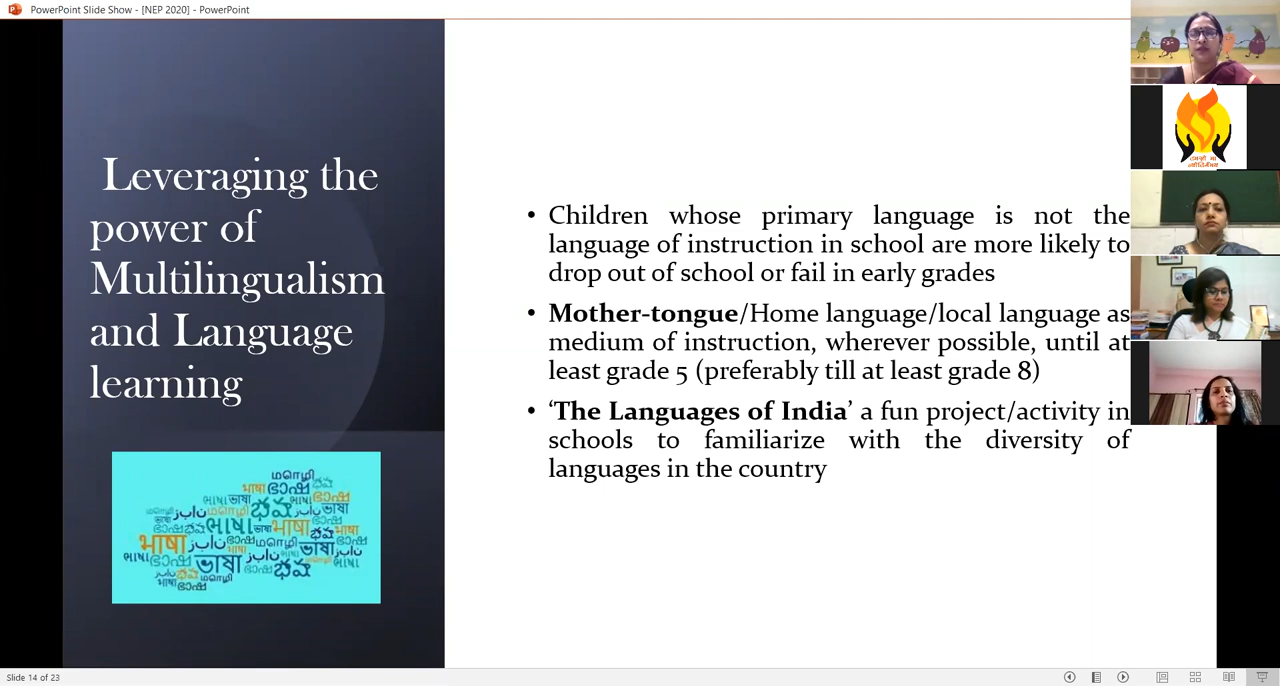 PowerPoint Slide Show - [NEP 2020] - PowerPoint
Leveraging the
power of
Multilingualism
and Language
learning
• Children whose primary language is not the
language of instruction in school are more likely to
drop out of school or fail in early grades
• Mother-tongue/Home language/local language as
medium of instruction, wherever possible, until at
least grade 5 (preferably till at least grade 8)
• ‘The Languages of India’ a fun project/activity in
schools to familiarize with the diversity of
languages in the country
भाषा
भाषा
भाषा
ভাষা
तमसो मा
ज्योतिर्गमय
Slide 14 of 23